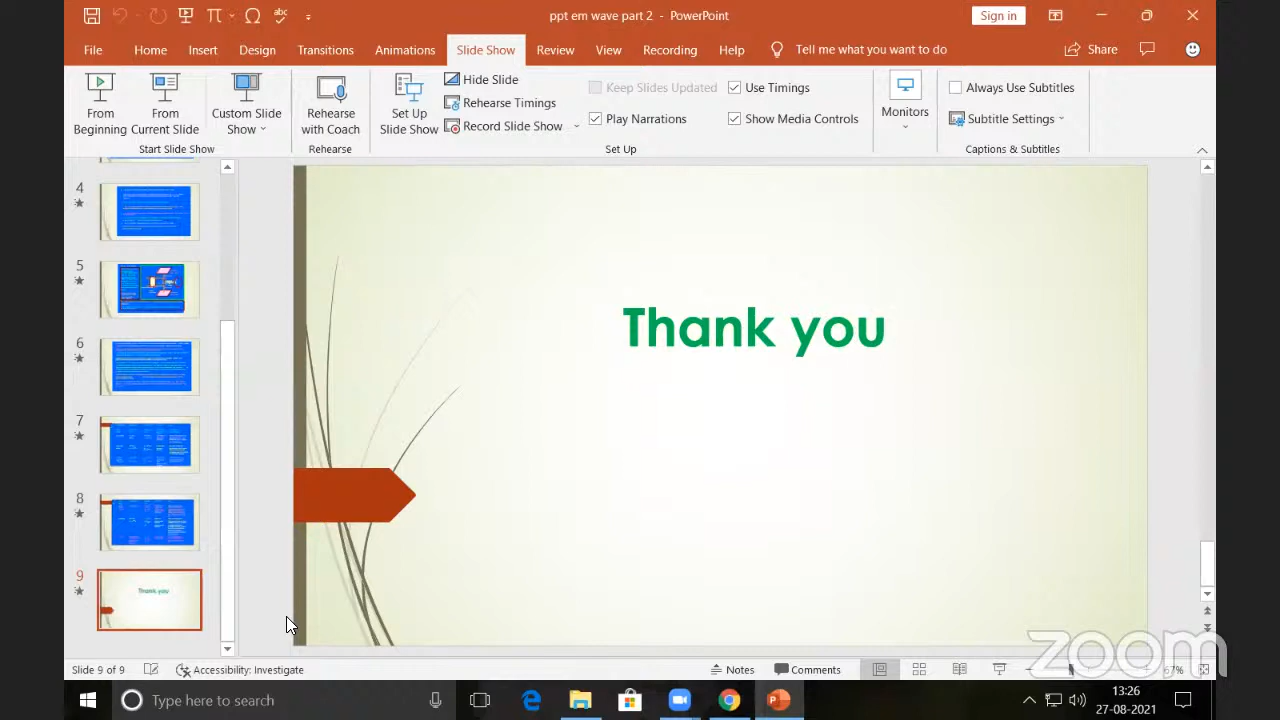 ppt em wave part 2 - PowerPoint
Sign in
File Home Insert Design Transitions Animations Slide Show Review View Recording Help Tell me what you want to do Share
From Beginning
From Current Slide
Custom Slide Show
Start Slide Show
Rehearse with Coach
Rehearse
Set Up Slide Show
Hide Slide
Rehearse Timings
Record Slide Show
Keep Slides Updated
Play Narrations
Use Timings
Show Media Controls
Set Up
Monitors
Always Use Subtitles
Subtitle Settings
Captions & Subtitles
4
5
6
7
8
9
Thank you
Thank you
Slide 9 of 9 Accessibility: Investigate Notes Comments 67%
zoom
Type here to search
13:26
27-08-2021